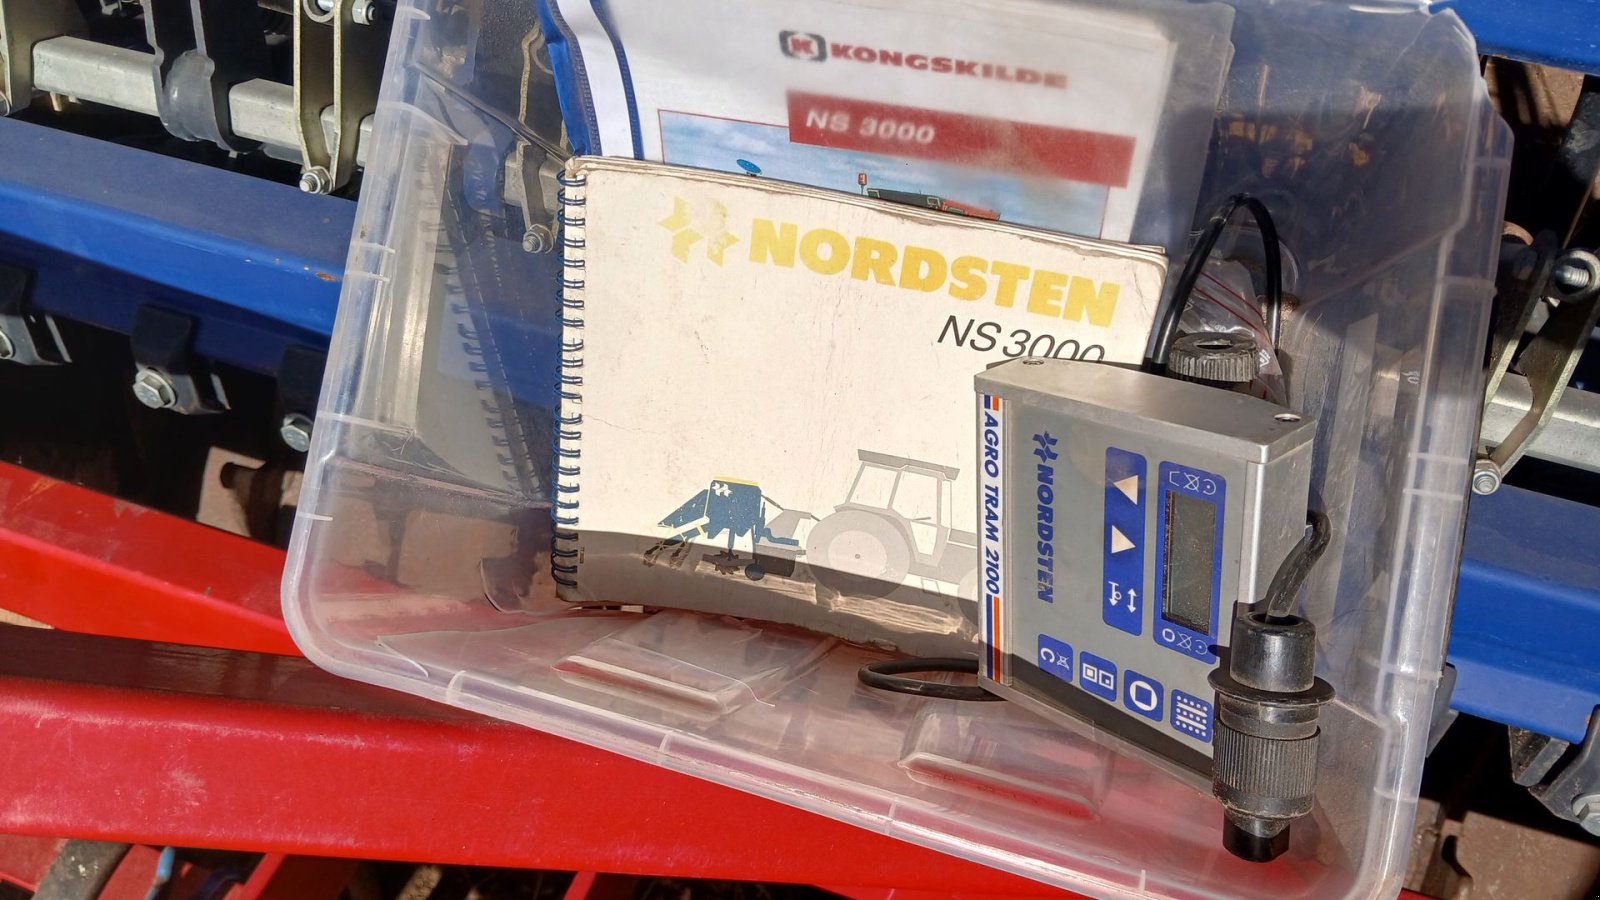 KONGSKILDE
NS 3000
NORDSTEN
NS 3000
AGRO TRAM 2100
NORDSTEN
C